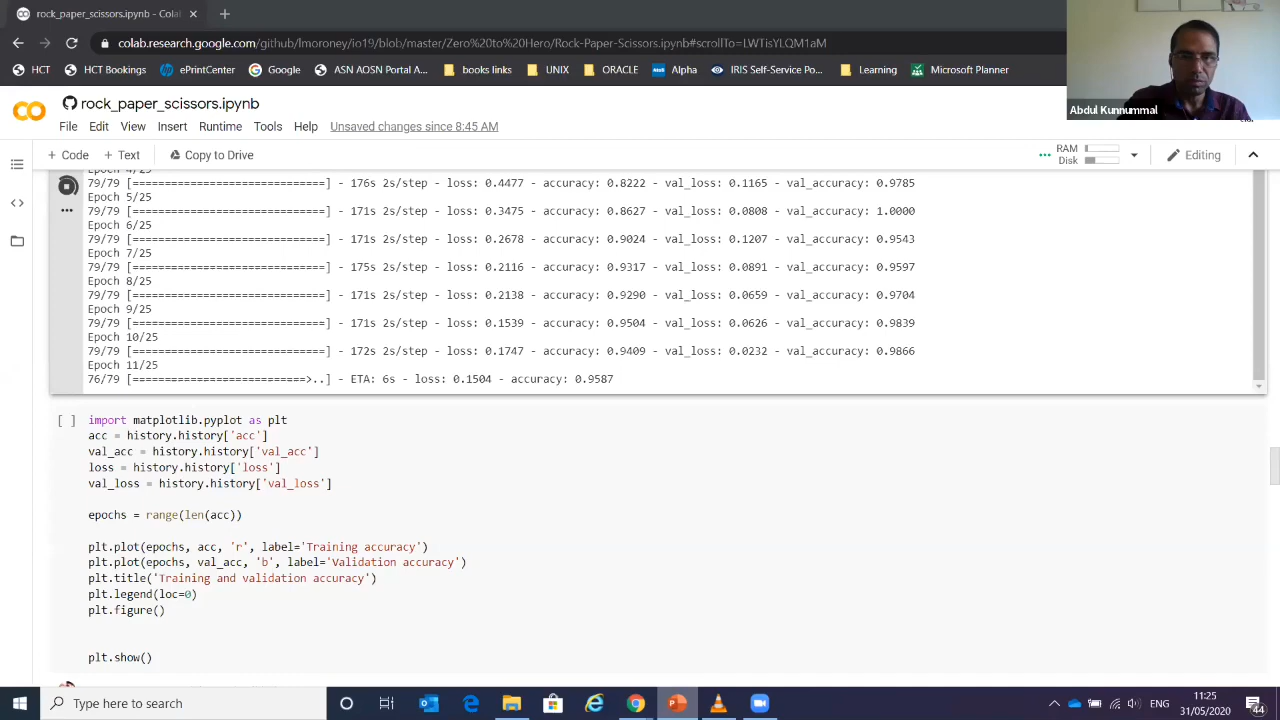 rock_paper_scissors.ipynb - Colab
colab.research.google.com/github/lmoroney/io19/blob/master/Zero%20to%20Hero/Rock-Paper-Scissors.ipynb#scrollTo=LWTisYLQM1aM
HCT
HCT Bookings
ePrintCenter
HigherEd
ASN AOSN Portal A...
books links
UNIX
ORACLE
Alpha
IRIS Self-Service Po...
Learning
Microsoft Planner
Abdul Kunnummal
rock_paper_scissors.ipynb
File Edit View Insert Runtime Tools Help Unsaved changes since 8:45 AM
+ Code + Text Copy to Drive
RAM
Disk
Editing
Epoch 4/25
79/79 [==============================] - 176s 2s/step - loss: 0.4477 - accuracy: 0.8222 - val_loss: 0.1165 - val_accuracy: 0.9785
Epoch 5/25
79/79 [==============================] - 171s 2s/step - loss: 0.3475 - accuracy: 0.8627 - val_loss: 0.0808 - val_accuracy: 1.0000
Epoch 6/25
79/79 [==============================] - 171s 2s/step - loss: 0.2678 - accuracy: 0.9024 - val_loss: 0.1207 - val_accuracy: 0.9543
Epoch 7/25
79/79 [==============================] - 175s 2s/step - loss: 0.2116 - accuracy: 0.9317 - val_loss: 0.0891 - val_accuracy: 0.9597
Epoch 8/25
79/79 [==============================] - 171s 2s/step - loss: 0.2138 - accuracy: 0.9290 - val_loss: 0.0659 - val_accuracy: 0.9704
Epoch 9/25
79/79 [==============================] - 171s 2s/step - loss: 0.1539 - accuracy: 0.9504 - val_loss: 0.0626 - val_accuracy: 0.9839
Epoch 10/25
79/79 [==============================] - 172s 2s/step - loss: 0.1747 - accuracy: 0.9409 - val_loss: 0.0232 - val_accuracy: 0.9866
Epoch 11/25
76/79 [===========================>..] - ETA: 6s - loss: 0.1504 - accuracy: 0.9587
[ ] import matplotlib.pyplot as plt
acc = history.history['acc']
val_acc = history.history['val_acc']
loss = history.history['loss']
val_loss = history.history['val_loss']
epochs = range(len(acc))
plt.plot(epochs, acc, 'r', label='Training accuracy')
plt.plot(epochs, val_acc, 'b', label='Validation accuracy')
plt.title('Training and validation accuracy')
plt.legend(loc=0)
plt.figure()
plt.show()
Type here to search
ENG
11:25
31/05/2020
44